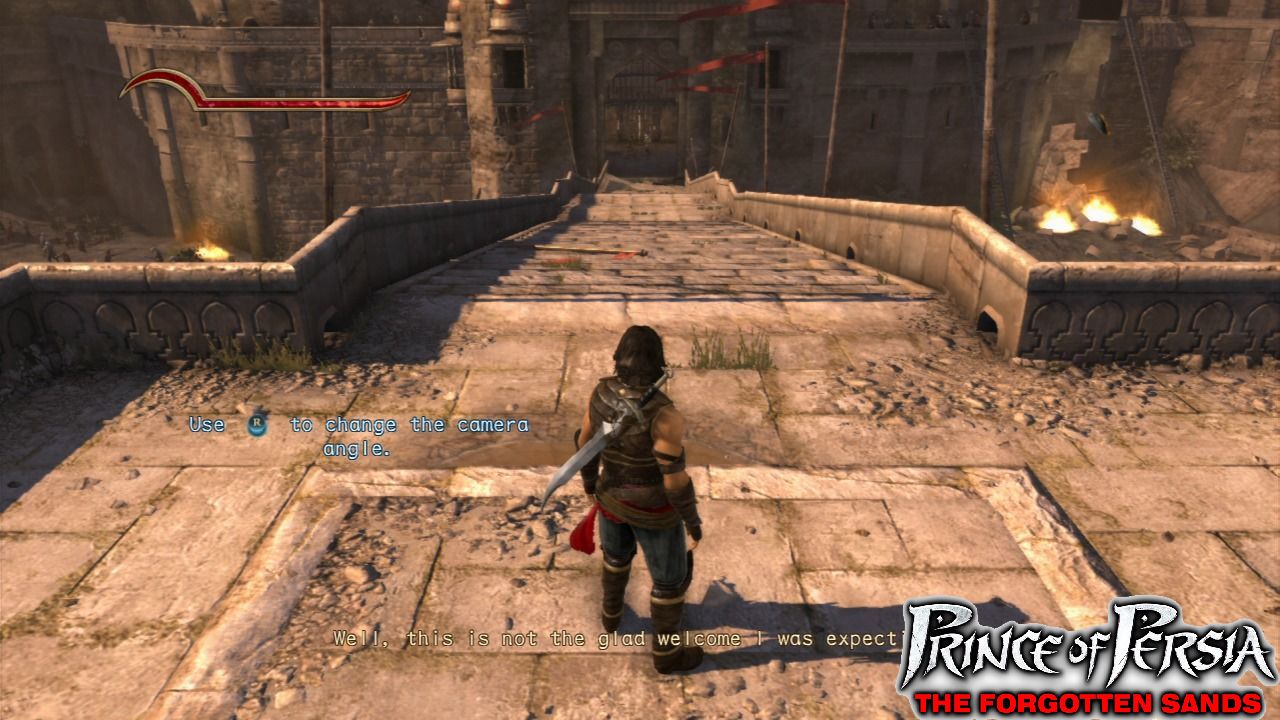 Use R to change the camera
angle.
Well, this is not the glad welcome I was expecti
PRINCE OF PERSIA
THE FORGOTTEN SANDS